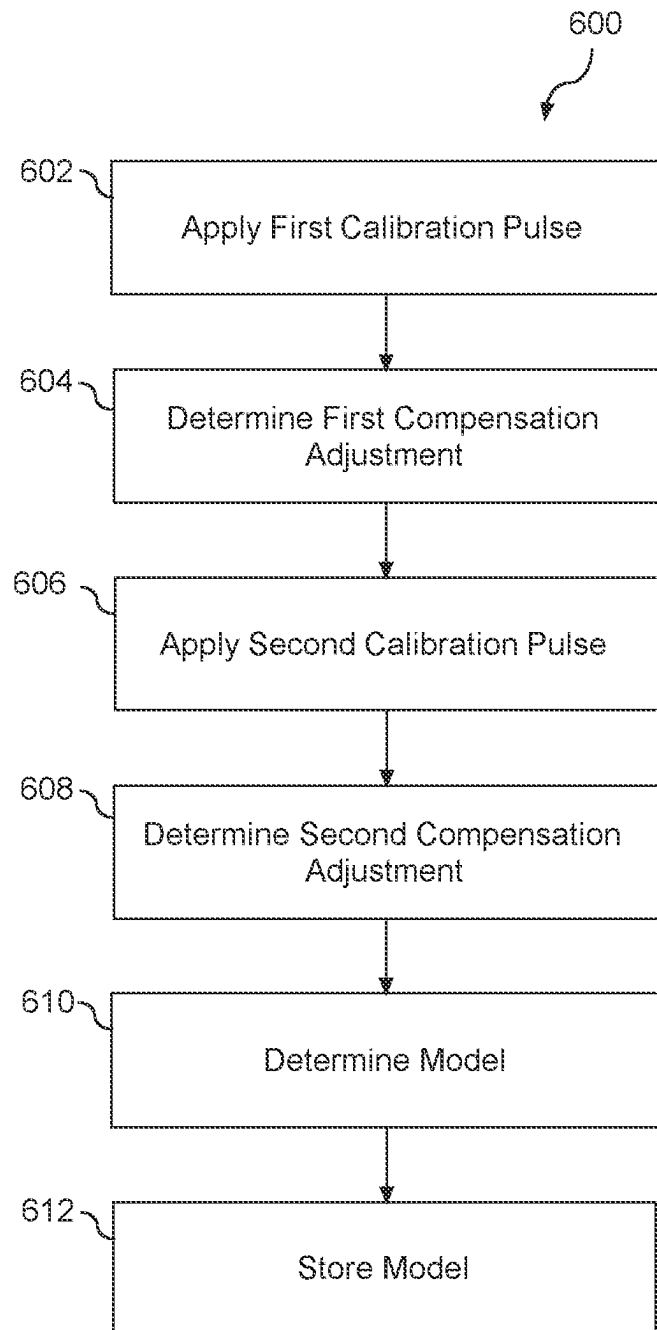 600
602
Apply First Calibration Pulse
604
Determine First Compensation
Adjustment
606
Apply Second Calibration Pulse
608
Determine Second Compensation
Adjustment
610
Determine Model
612
Store Model